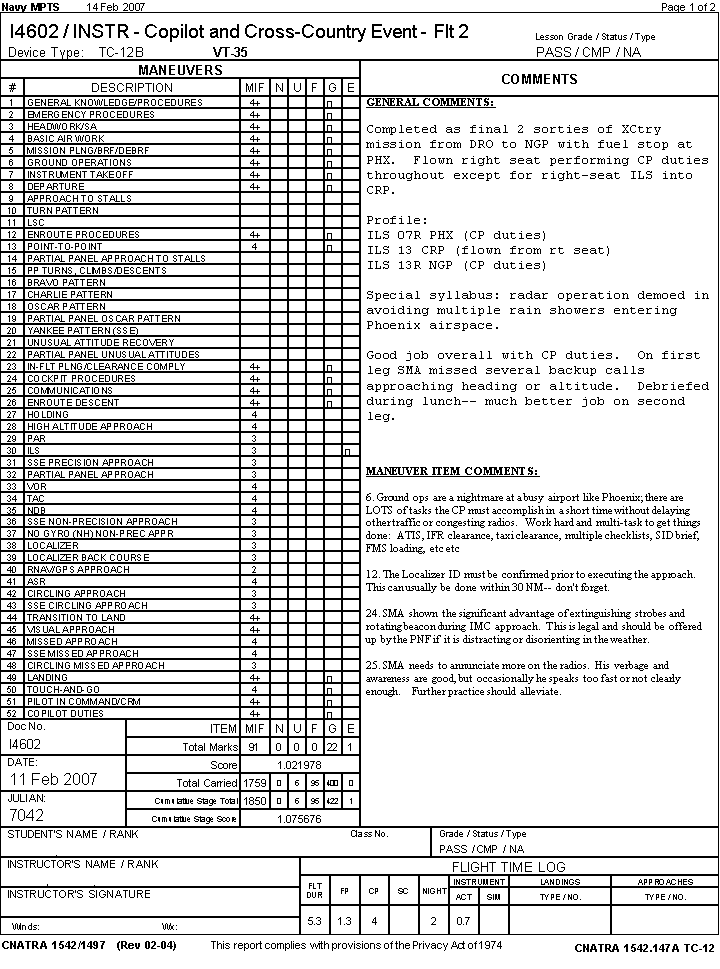 Navy MPTS 14 Feb 2007 Page 1 of 2
I4602 / INSTR - Copilot and Cross-Country Event - Flt 2
Lesson Grade / Status / Type
Device Type: TC-12B VT-35 PASS / CMP / NA
MANEUVERS
COMMENTS
# DESCRIPTION MIF N U F G E
1 GENERAL KNOWLEDGE/PROCEDURES 4+
2 EMERGENCY PROCEDURES 4+
3 HEADWORK/SA 4+
4 BASIC AIR WORK 4+
5 MISSION PLNG/BRF/DEBRF 4+
6 GROUND OPERATIONS 4+
7 INSTRUMENT TAKEOFF 4+
8 DEPARTURE 4+
9 APPROACH TO STALLS
10 TURN PATTERN
11 LSC
12 ENROUTE PROCEDURES 4+
13 POINT-TO-POINT 4
14 PARTIAL PANEL APPROACH TO STALLS
15 PP TURNS, CLIMBS/DESCENTS
16 BRAVO PATTERN
17 CHARLIE PATTERN
18 OSCAR PATTERN
19 PARTIAL PANEL OSCAR PATTERN
20 YANKEE PATTERN (SSE)
21 UNUSUAL ATTITUDE RECOVERY
22 PARTIAL PANEL UNUSUAL ATTITUDES
23 IN-FLT PLNG/CLEARANCE COMPLY 4+
24 COCKPIT PROCEDURES 4+
25 COMMUNICATIONS 4+
26 ENROUTE DESCENT 4+
27 HOLDING 4
28 HIGH ALTITUDE APPROACH 4
29 PAR 3
30 ILS 3
31 SSE PRECISION APPROACH 3
32 PARTIAL PANEL APPROACH 3
33 VOR 4
34 TAC 4
35 NDB 4
36 SSE NON-PRECISION APPROACH 3
37 NO GYRO (NH) NON-PREC APPR 3
38 LOCALIZER 3
39 LOCALIZER BACK COURSE 3
40 RNAV/GPS APPROACH 2
41 ASR 4
42 CIRCLING APPROACH 3
43 SSE CIRCLING APPROACH 3
44 TRANSITION TO LAND 4+
45 VISUAL APPROACH 4+
46 MISSED APPROACH 4
47 SSE MISSED APPROACH 4
48 CIRCLING MISSED APPROACH 3
49 LANDING 4+
50 TOUCH-AND-GO 4
51 PILOT IN COMMAND/CRM 4+
52 COPILOT DUTIES 4+
GENERAL COMMENTS:
Completed as final 2 sorties of XCtry
mission from DRO to NGP with fuel stop at
PHX. Flown right seat performing CP duties
throughout except for right-seat ILS into
CRP.
Profile:
ILS 07R PHX (CP duties)
ILS 13 CRP (flown from rt seat)
ILS 13R NGP (CP duties)
Special syllabus: radar operation demoed in
avoiding multiple rain showers entering
Phoenix airspace.
Good job overall with CP duties. On first
leg SMA missed several backup calls
approaching heading or altitude. Debriefed
during lunch-- much better job on second
leg.
MANEUVER ITEM COMMENTS:
6. Ground ops are a nightmare at a busy airport like Phoenix; there are
LOTS of tasks the CP must accomplish in a short time without delaying
other traffic or congesting radios. Work hard and multi-task to get things
done: ATIS, IFR clearance, taxi clearance, multiple checklists, SID brief,
FMS loading, etc etc
12. The Localizer ID must be confirmed prior to executing the approach.
This can usually be done within 30 NM-- don't forget.
24. SMA shown the significant advantage of extinguishing strobes and
rotating beacon during IMC approach. This is legal and should be offered
up by the PNF if it is distracting or disorienting in the weather.
25. SMA needs to annunciate more on the radios. His verbage and
awareness are good, but occasionally he speaks too fast or not clearly
enough. Further practice should alleviate.
Doc No. ITEM MIF N U F G E
I4602 Total Marks 91 0 0 0 22 1
DATE: Score 1.021978
11 Feb 2007 Total Carried 1759 0 6 95 400 0
JULIAN: Cumulative Stage Total 1850 0 6 95 422 1
7042 Cumulative Stage Score 1.075676
STUDENT'S NAME / RANK Class No. Grade / Status / Type
PASS / CMP / NA
INSTRUCTOR'S NAME / RANK FLIGHT TIME LOG
FLT DUR FP CP SC NIGHT INSTRUMENT LANDINGS APPROACHES
INSTRUCTOR'S SIGNATURE ACT SIM TYPE / NO. TYPE / NO.
5.3 1.3 4 2 0.7
Winds: Wx:
CNATRA 1542/1497 (Rev 02-04) This report complies with provisions of the Privacy Act of 1974 CNATRA 1542.147A TC-12